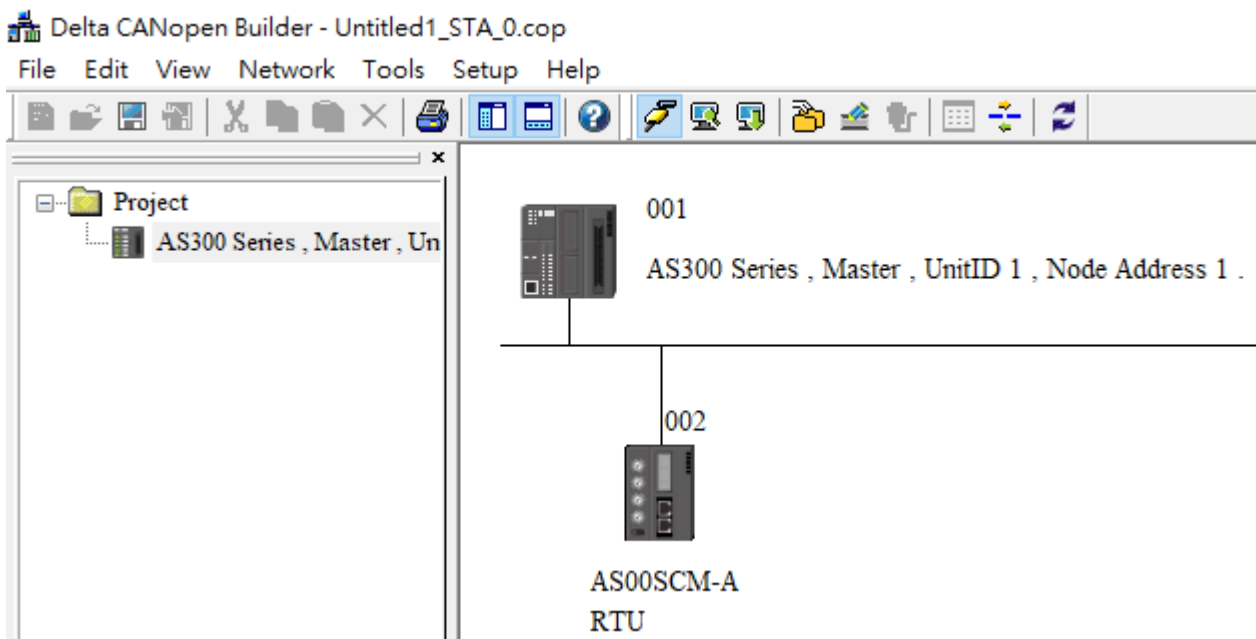 Delta CANopen Builder - Untitled1_STA_0.cop
File Edit View Network Tools Setup Help
Project
AS300 Series , Master , Un
001
AS300 Series , Master , UnitID 1 , Node Address 1 .
002
AS00SCM-A
RTU